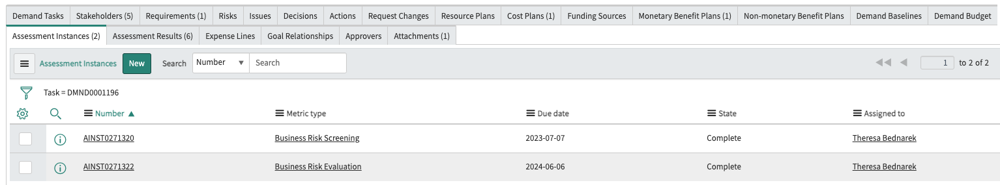 Demand Tasks Stakeholders (5) Requirements (1) Risks Issues Decisions Actions Request Changes Resource Plans Cost Plans (1) Funding Sources Monetary Benefit Plans (1) Non-monetary Benefit Plans Demand Baselines Demand Budget
Assessment Instances (2) Assessment Results (6) Expense Lines Goal Relationships Approvers Attachments (1)
Assessment Instances New Search Number Search 1 to 2 of 2
Task = DMND0001196
Number Metric type Due date State Assigned to
AINST0271320 Business Risk Screening 2023-07-07 Complete Theresa Bednarek
AINST0271322 Business Risk Evaluation 2024-06-06 Complete Theresa Bednarek